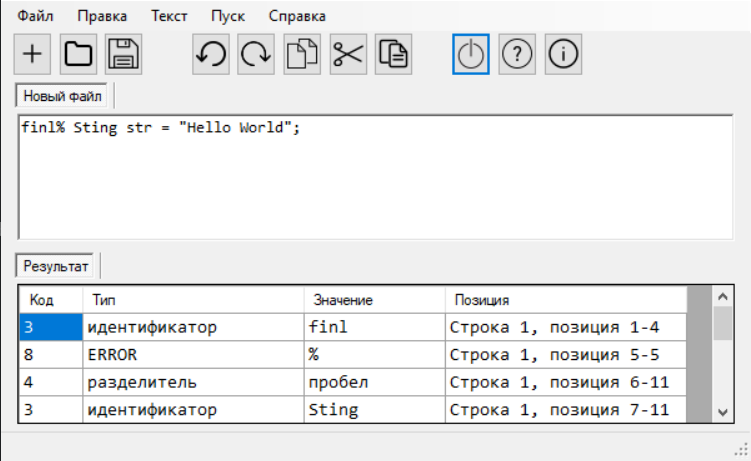 Файл Правка Текст Пуск Справка
Новый файл
finl% Sting str = "Hello World";
Результат
Код Тип Значение Позиция
3 идентификатор finl Строка 1, позиция 1-4
8 ERROR % Строка 1, позиция 5-5
4 разделитель пробел Строка 1, позиция 6-11
3 идентификатор Sting Строка 1, позиция 7-11